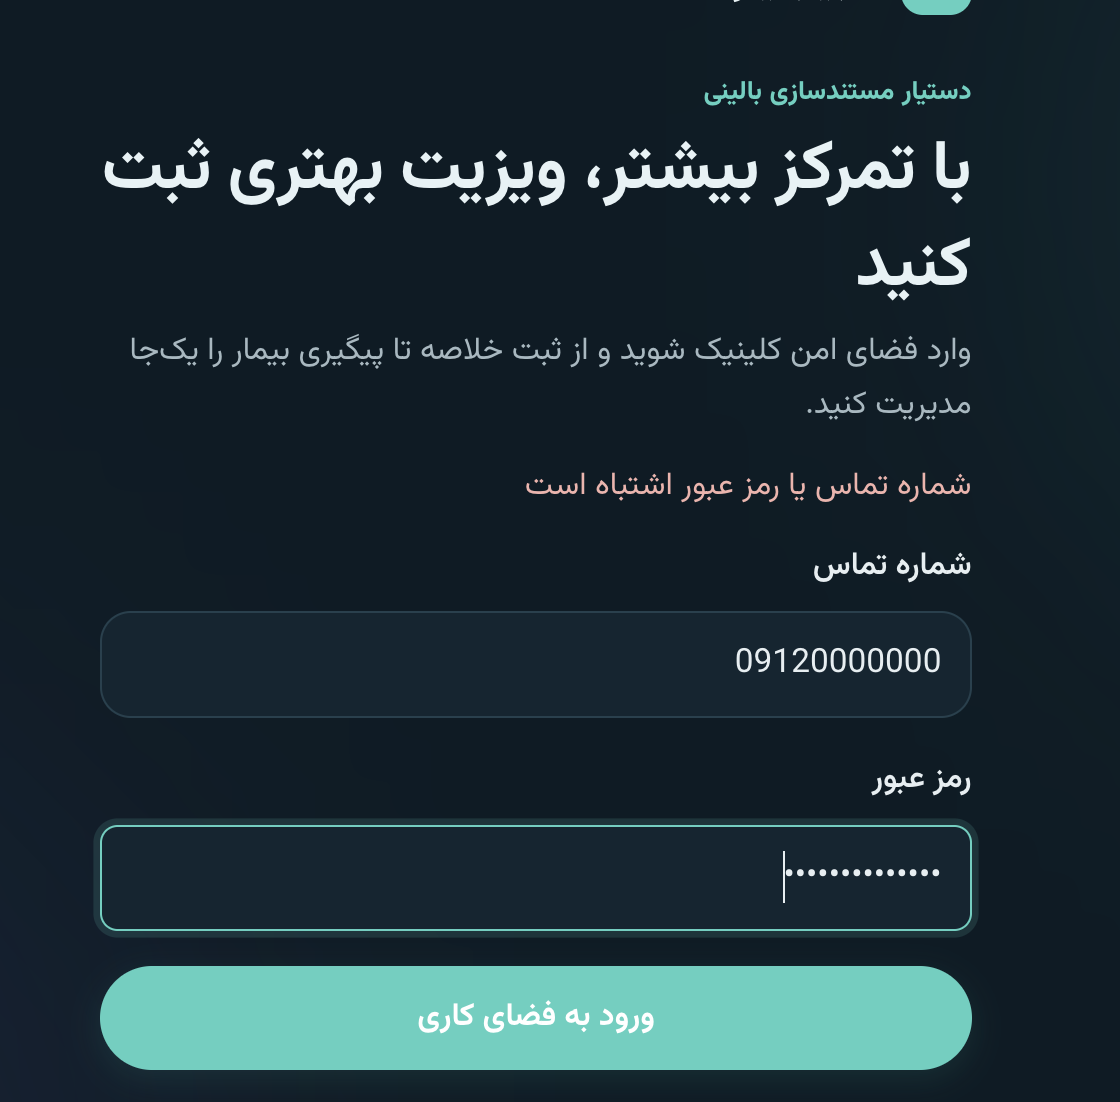 دستیار مستندسازی بالینی
با تمرکز بیشتر، ویزیت بهتری ثبت
کنید
وارد فضای امن کلینیک شوید و از ثبت خلاصه تا پیگیری بیمار را یک‌جا
مدیریت کنید.
شماره تماس یا رمز عبور اشتباه است
شماره تماس
09120000000
رمز عبور
••••••••••••••
ورود به فضای کاری